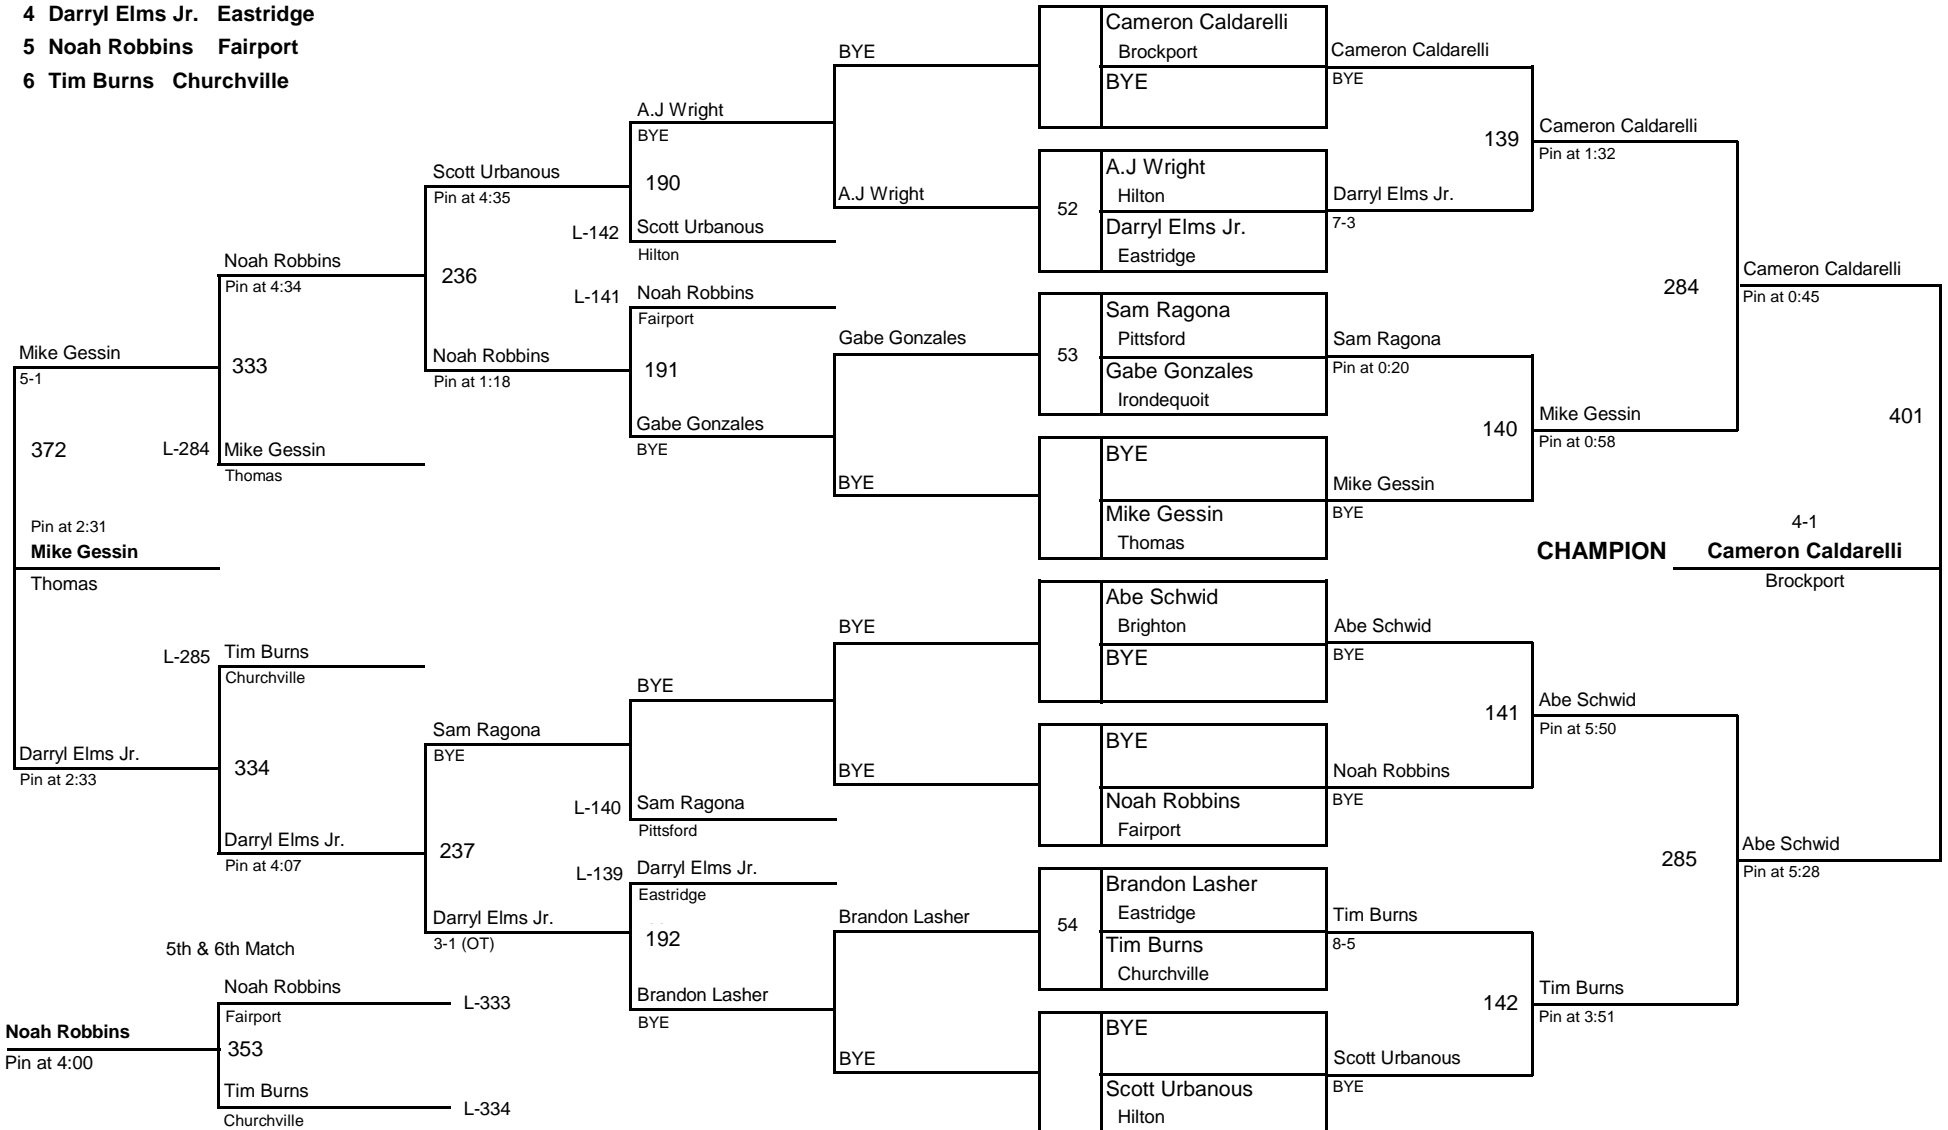 4 Darryl Elms Jr. Eastridge
5 Noah Robbins Fairport
6 Tim Burns Churchville
Mike Gessin
5-1
372
Pin at 2:31
Mike Gessin
Thomas
Darryl Elms Jr.
Pin at 2:33
5th & 6th Match
Noah Robbins
Pin at 4:00
Noah Robbins
Pin at 4:34
333
L-284
Mike Gessin
Thomas
L-285
Tim Burns
Churchville
334
Darryl Elms Jr.
Pin at 4:07
Noah Robbins
L-333
Fairport
353
Tim Burns
L-334
Churchville
Scott Urbanous
Pin at 4:35
236
Noah Robbins
Pin at 1:18
Sam Ragona
BYE
237
Darryl Elms Jr.
3-1 (OT)
A.J Wright
BYE
190
L-142
Scott Urbanous
Hilton
L-141
Noah Robbins
Fairport
191
Gabe Gonzales
BYE
BYE
L-140
Sam Ragona
Pittsford
L-139
Darryl Elms Jr.
Eastridge
192
Brandon Lasher
BYE
BYE
A.J Wright
Gabe Gonzales
BYE
BYE
BYE
Brandon Lasher
BYE
Cameron Caldarelli
Brockport
BYE
52
A.J Wright
Hilton
Darryl Elms Jr.
Eastridge
53
Sam Ragona
Pittsford
Gabe Gonzales
Irondequoit
BYE
Mike Gessin
Thomas
Abe Schwid
Brighton
BYE
BYE
Noah Robbins
Fairport
54
Brandon Lasher
Eastridge
Tim Burns
Churchville
BYE
Scott Urbanous
Hilton
Cameron Caldarelli
BYE
139
Darryl Elms Jr.
7-3
Sam Ragona
Pin at 0:20
140
Mike Gessin
BYE
Abe Schwid
BYE
141
Noah Robbins
BYE
Tim Burns
8-5
142
Scott Urbanous
BYE
Cameron Caldarelli
Pin at 1:32
284
Mike Gessin
Pin at 0:58
Abe Schwid
Pin at 5:50
285
Tim Burns
Pin at 3:51
Cameron Caldarelli
Pin at 0:45
401
4-1
CHAMPION Cameron Caldarelli
Brockport
Abe Schwid
Pin at 5:28